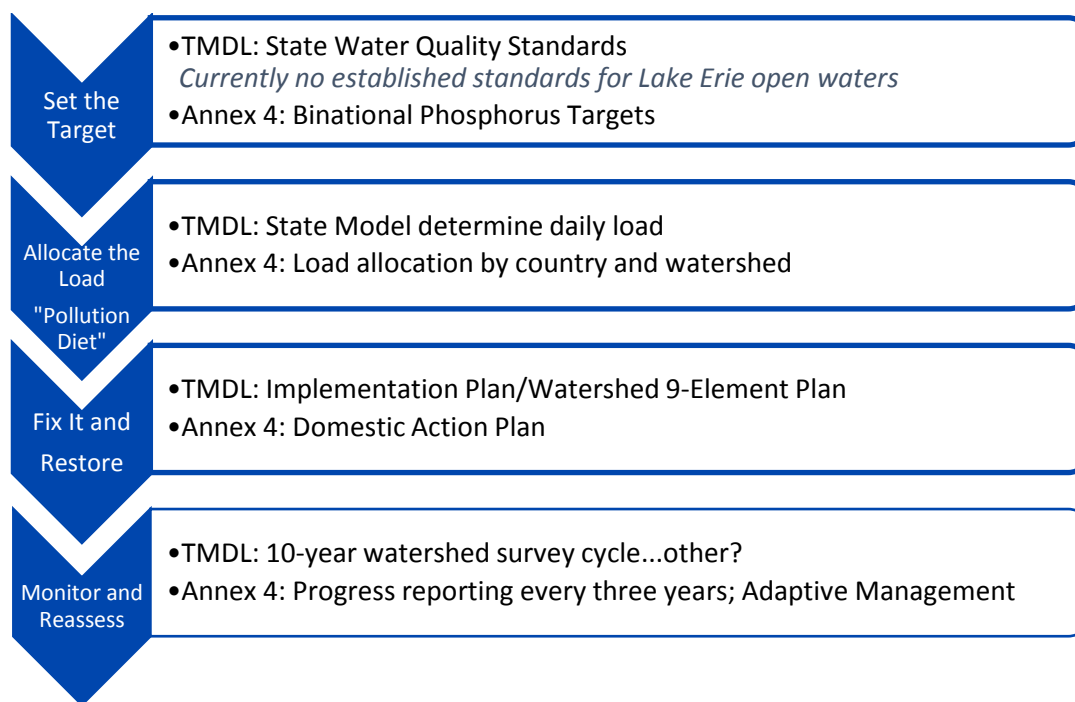 Set the
Target
•TMDL: State Water Quality Standards
Currently no established standards for Lake Erie open waters
•Annex 4: Binational Phosphorus Targets
Allocate the
Load
"Pollution
Diet"
•TMDL: State Model determine daily load
•Annex 4: Load allocation by country and watershed
Fix It and
Restore
•TMDL: Implementation Plan/Watershed 9-Element Plan
•Annex 4: Domestic Action Plan
Monitor and
Reassess
•TMDL: 10-year watershed survey cycle...other?
•Annex 4: Progress reporting every three years; Adaptive Management